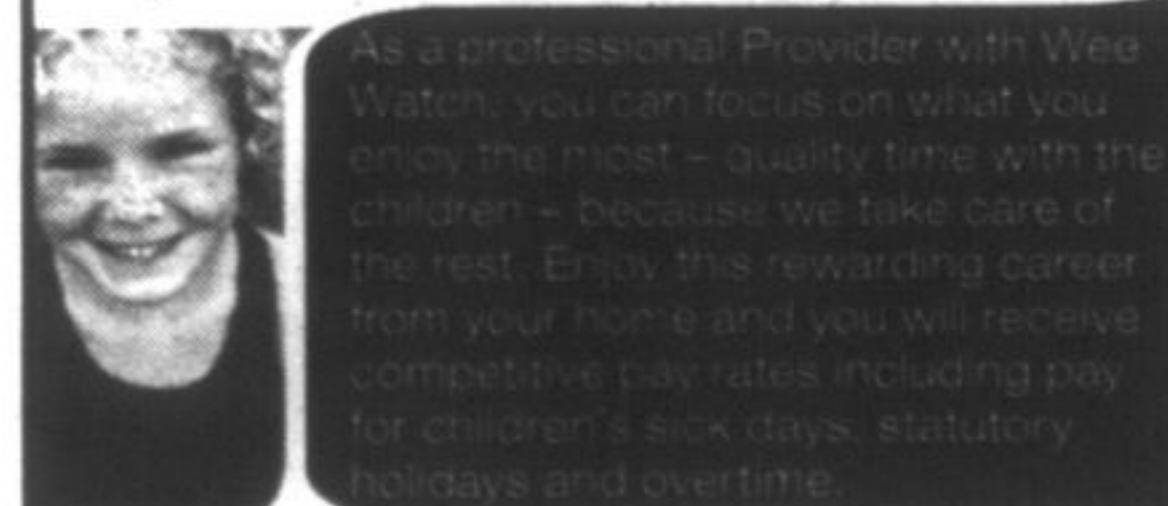 As a professional Provider with Wee
Watch, you can focus on what you
enjoy the most – quality time with the
children – because we take care of
the rest. Enjoy this rewarding career
from your home and you will receive
competitive pay rates including pay
for children's sick days, statutory
holidays and overtime.